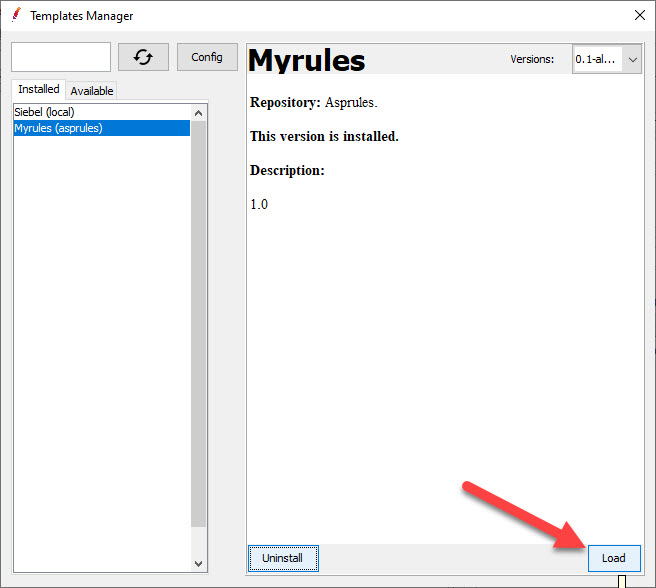 Templates Manager
Config
Installed
Available
Siebel (local)
Myrules (asprules)
Myrules
Versions:
0.1-al...
Repository: Asprules.
This version is installed.
Description:
1.0
Uninstall
Load